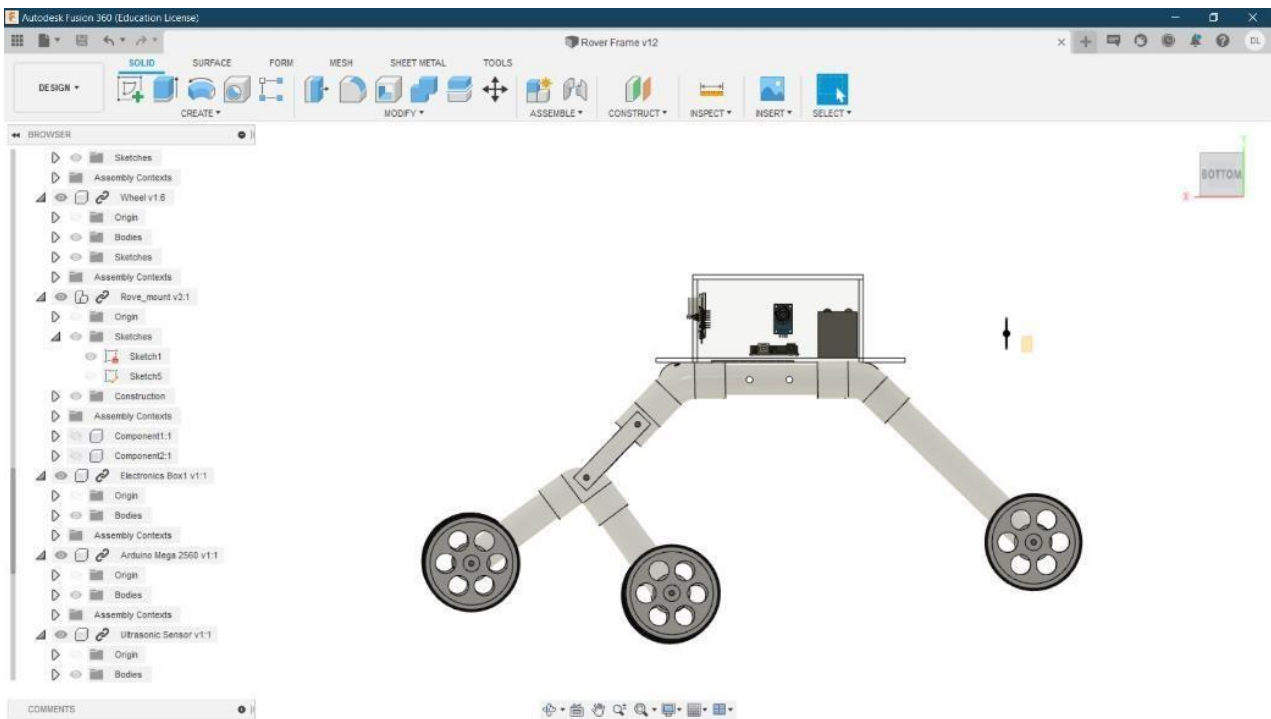 Autodesk Fusion 360 (Education License)
Rover Frame v12
DL
SOLID SURFACE FORM MESH SHEET METAL TOOLS
DESIGN
CREATE MODIFY ASSEMBLE CONSTRUCT INSPECT INSERT SELECT
BROWSER
Sketches
Assembly Contexts
Wheel v1:6
Origin
Bodies
Sketches
Assembly Contexts
Rove_mount v3:1
Origin
Sketches
Sketch1
Sketch5
Construction
Assembly Contexts
Component1:1
Component2:1
Electronics Box1 v1:1
Origin
Bodies
Assembly Contexts
Arduino Mega 2560 v1:1
Origin
Bodies
Assembly Contexts
Ultrasonic Sensor v1:1
Origin
Bodies
COMMENTS
Y
BOTTOM
X